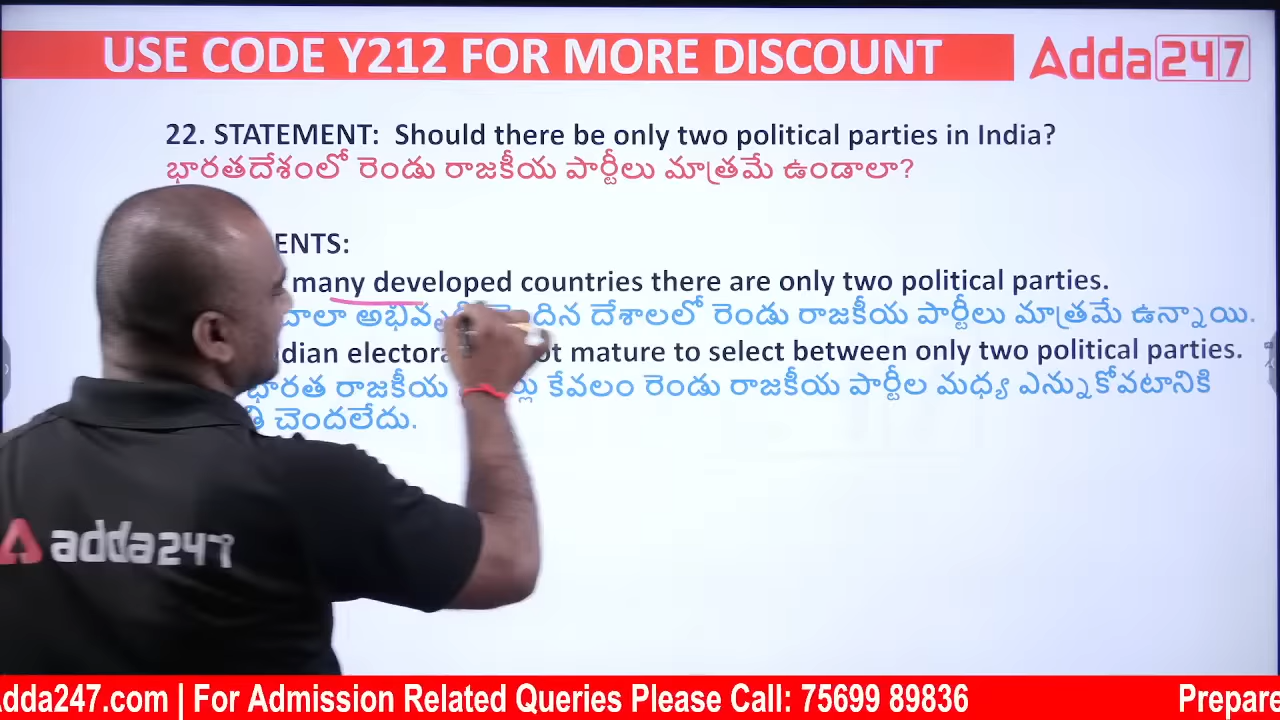 USE CODE Y212 FOR MORE DISCOUNT
Adda247
22. STATEMENT: Should there be only two political parties in India?
భారతదేశంలో రెండు రాజకీయ పార్టీలు మాత్రమే ఉండాలా?
ENTS:
many developed countries there are only two political parties.
దేశాలలో రెండు రాజకీయ పార్టీలు మాత్రమే ఉన్నాయి.
mature to select between only two political parties.
భారత రాజకీయ కేవలం రెండు రాజకీయ పార్టీల మధ్య ఎన్నుకోవటానికి
చెందలేదు.
adda247
dda247.com | For Admission Related Queries Please Call: 75699 89836 Prepare